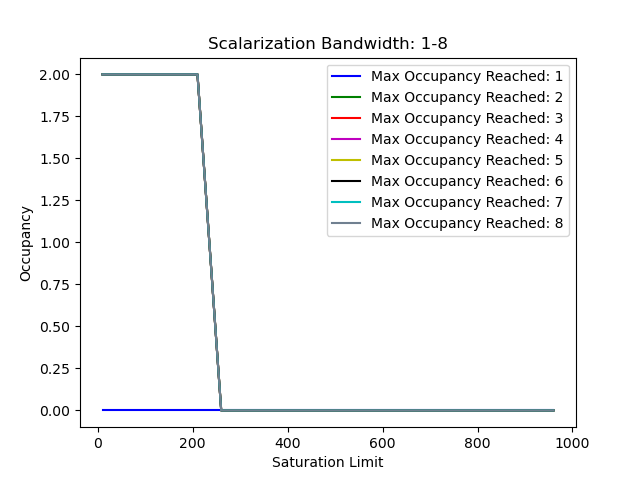 Scalarization Bandwidth: 1-8
2.00
1.75
1.50
1.25
1.00
0.75
0.50
0.25
0.00
Occupancy
Max Occupancy Reached: 1
Max Occupancy Reached: 2
Max Occupancy Reached: 3
Max Occupancy Reached: 4
Max Occupancy Reached: 5
Max Occupancy Reached: 6
Max Occupancy Reached: 7
Max Occupancy Reached: 8
0 200 400 600 800 1000
Saturation Limit